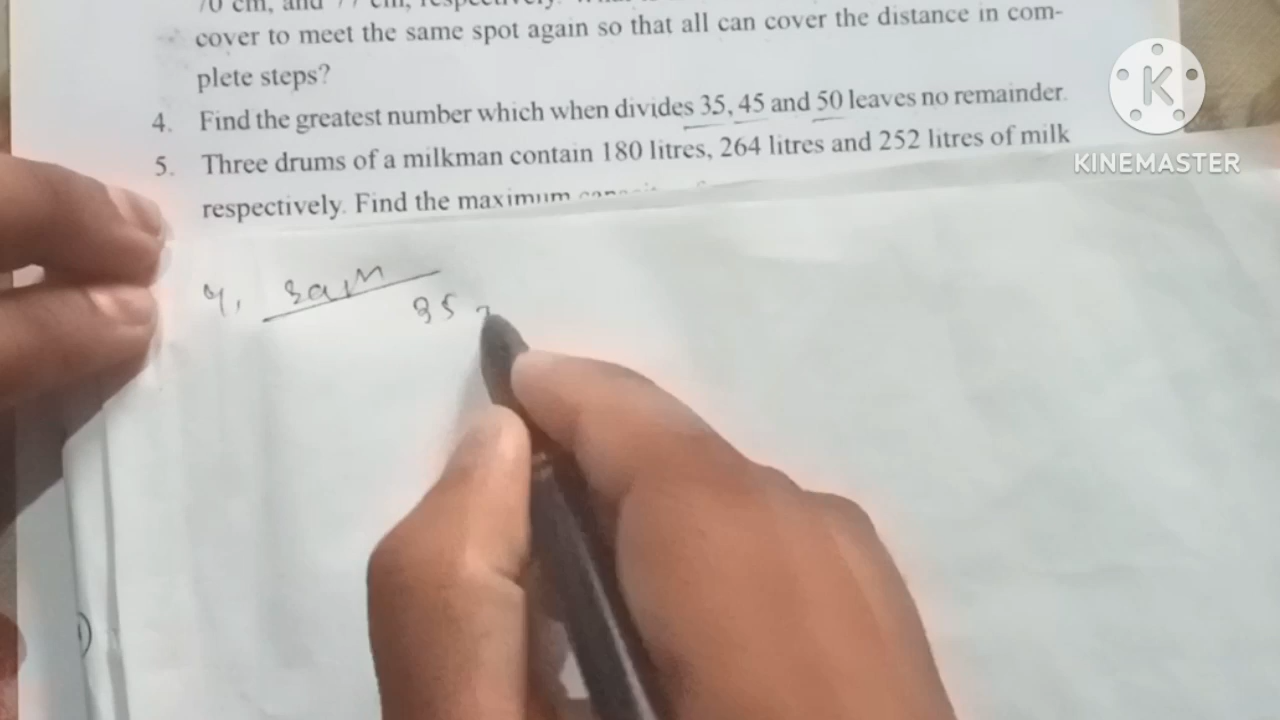 cover to meet the same spot again so that all can cover the distance in com-
plete steps?
4. Find the greatest number which when divides 35, 45 and 50 leaves no remainder.
5. Three drums of a milkman contain 180 litres, 264 litres and 252 litres of milk
respectively. Find the maximum
35
KINEMASTER